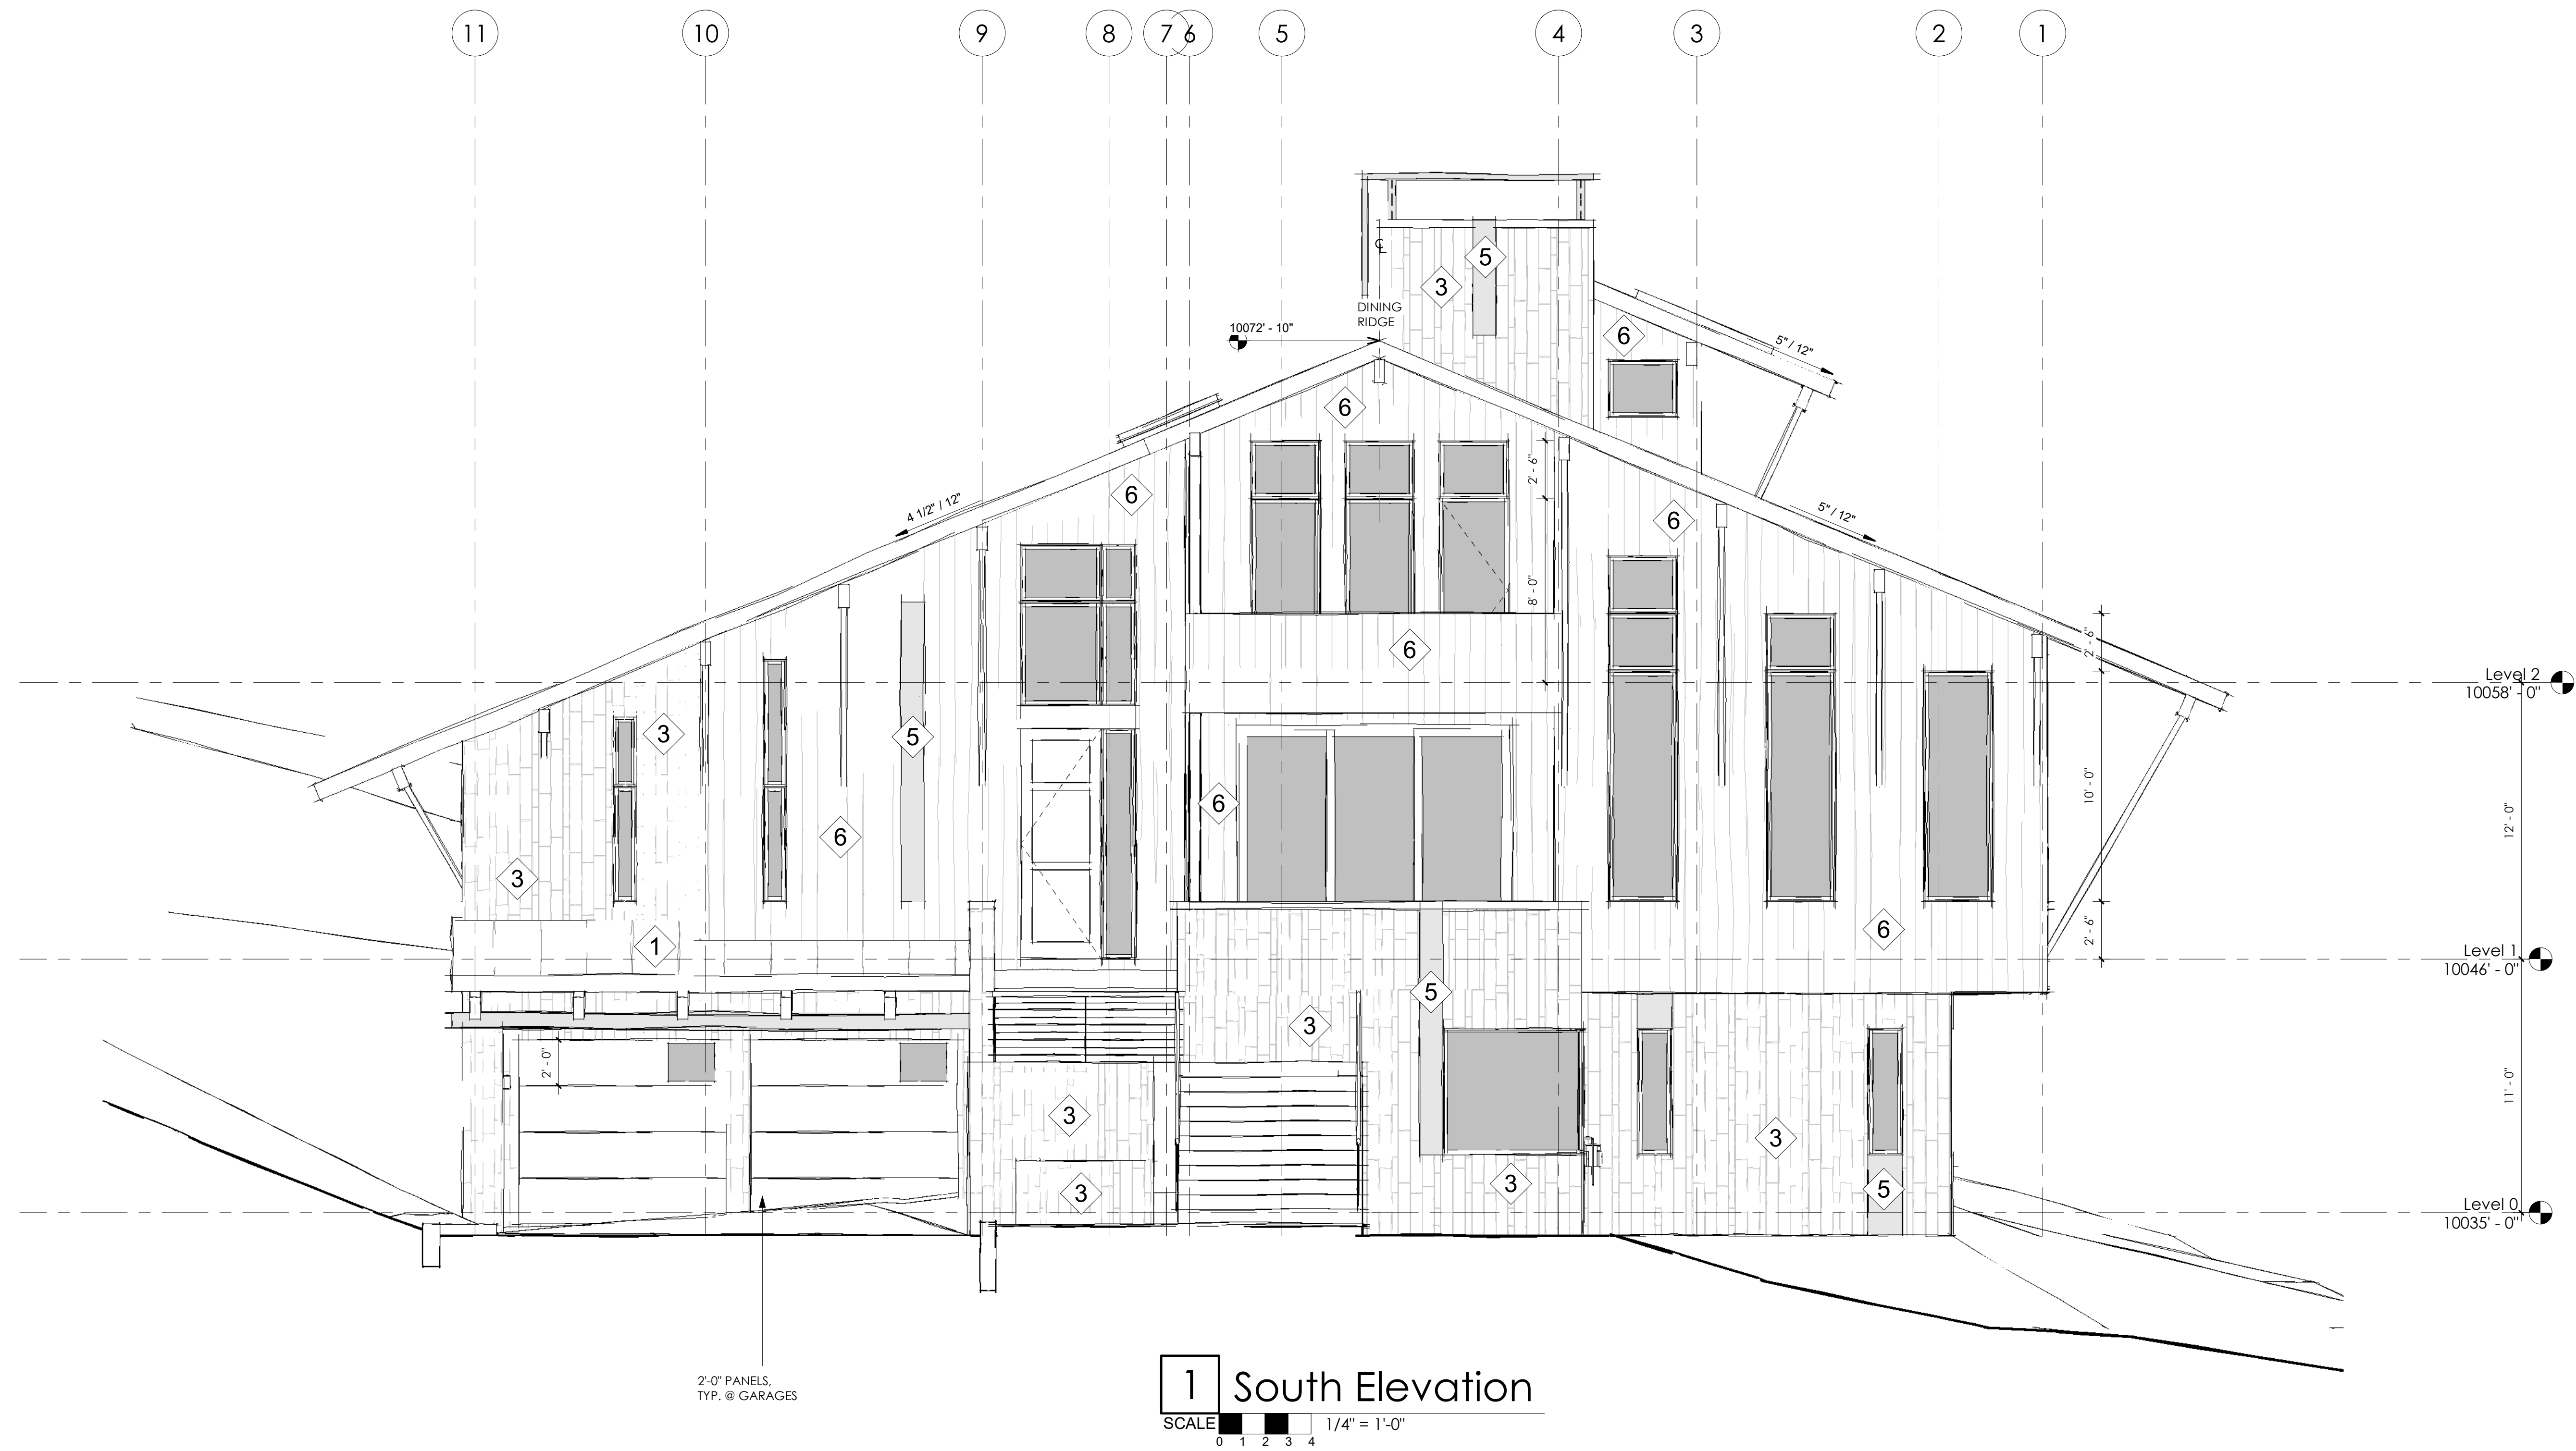 11 10 9 8 7 6 5 4 3 2 1
5
3
DINING
RIDGE
10072' - 10"
6
5" / 12"
6
6
2' - 6"
4 1/2" / 12"
6
5" / 12"
8' - 0"
6
2' - 6"
Level 2
10058' - 0"
3
5
6
10' - 0"
12' - 0"
6
3
6
2' - 6"
1
Level 1
10046' - 0"
5
3
2' - 0"
11' - 0"
3
3
3
3
5
Level 0
10035' - 0"
2'-0" PANELS,
TYP. @ GARAGES
1 South Elevation
SCALE 1/4" = 1'-0"
0 1 2 3 4